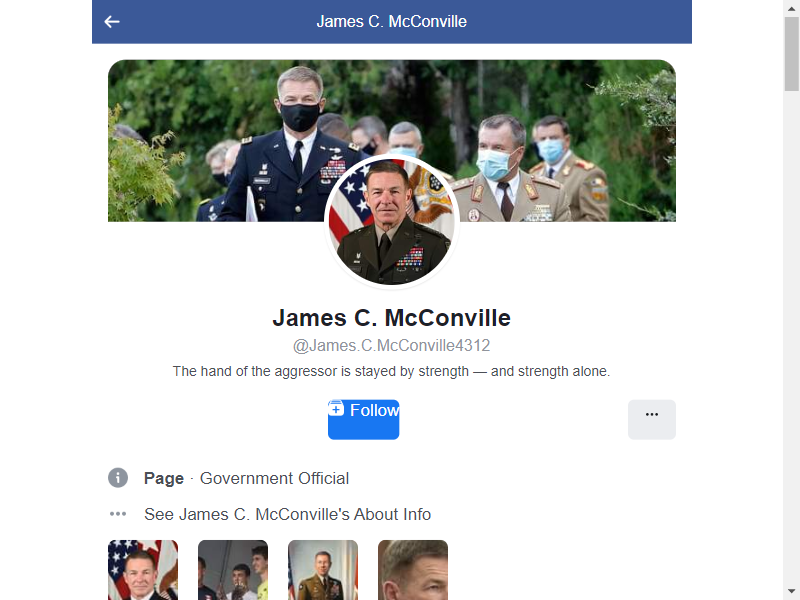 James C. McConville
James C. McConville
@James.C.McConville4312
The hand of the aggressor is stayed by strength — and strength alone.
Follow
Page · Government Official
See James C. McConville's About Info